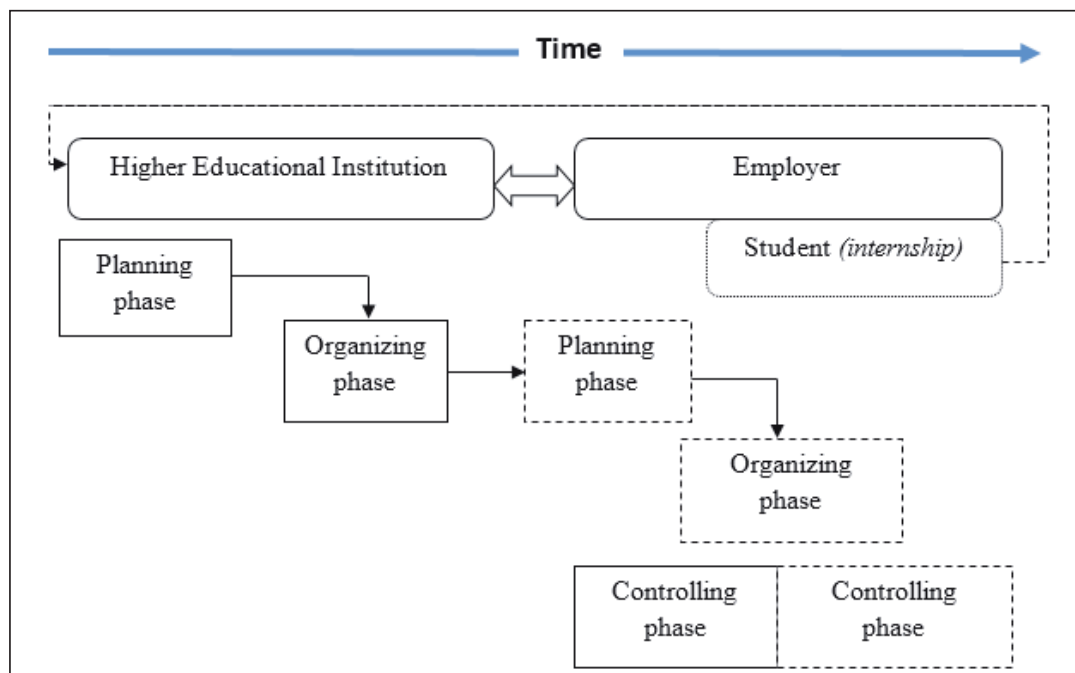 Time
Higher Educational Institution
Employer
Student (internship)
Planning
phase
Organizing
phase
Planning
phase
Organizing
phase
Controlling
phase
Controlling
phase